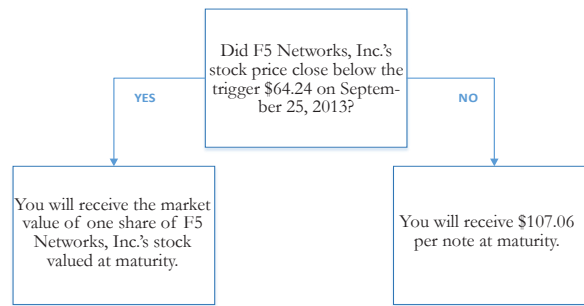 Did F5 Networks, Inc.'s
stock price close below the
trigger $64.24 on Septem-
ber 25, 2013?
YES
NO
You will receive the market
value of one share of F5
Networks, Inc.'s stock
valued at maturity.
You will receive $107.06
per note at maturity.